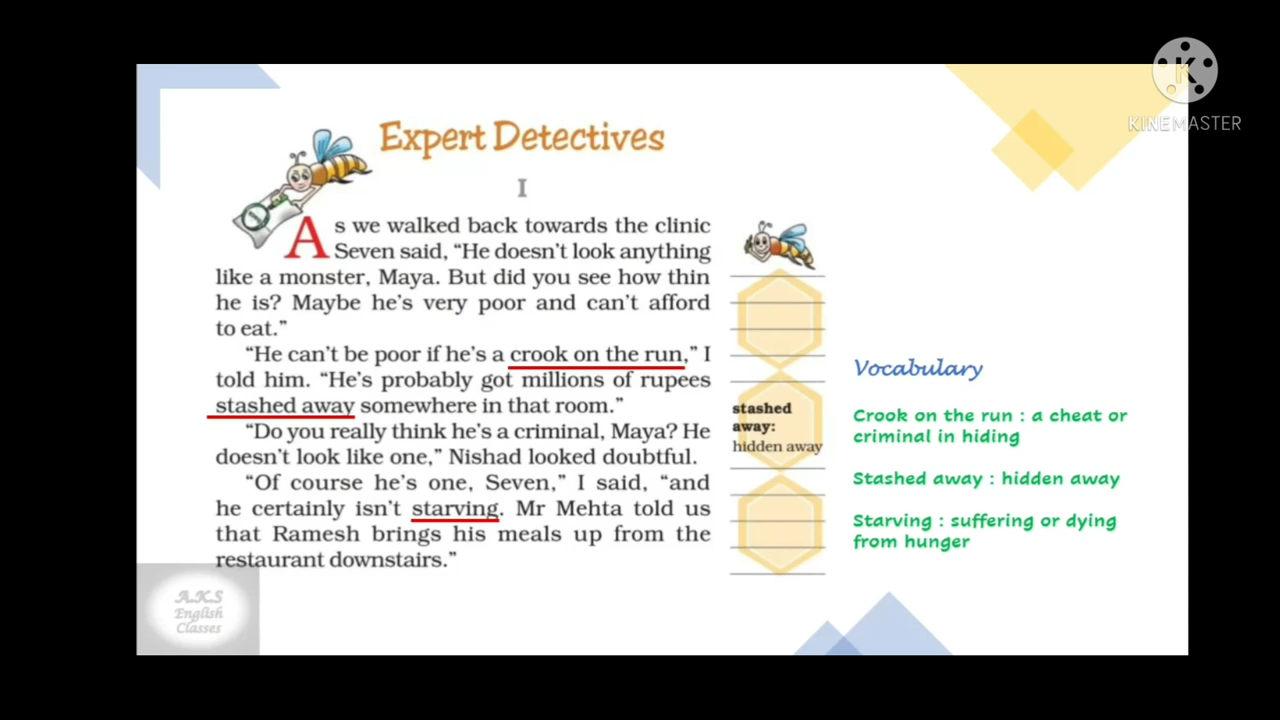 KINEMASTER
Expert Detectives
I
As we walked back towards the clinic
Seven said, “He doesn’t look anything
like a monster, Maya. But did you see how thin
he is? Maybe he’s very poor and can’t afford
to eat.”
“He can’t be poor if he’s a crook on the run,” I
told him. “He’s probably got millions of rupees
stashed away somewhere in that room.”
“Do you really think he’s a criminal, Maya? He
doesn’t look like one,” Nishad looked doubtful.
“Of course he’s one, Seven,” I said, “and
he certainly isn’t starving. Mr Mehta told us
that Ramesh brings his meals up from the
restaurant downstairs.”
stashed
away:
hidden away
Vocabulary
Crook on the run : a cheat or
criminal in hiding
Stashed away : hidden away
Starving : suffering or dying
from hunger
A.K.S
English
Classes